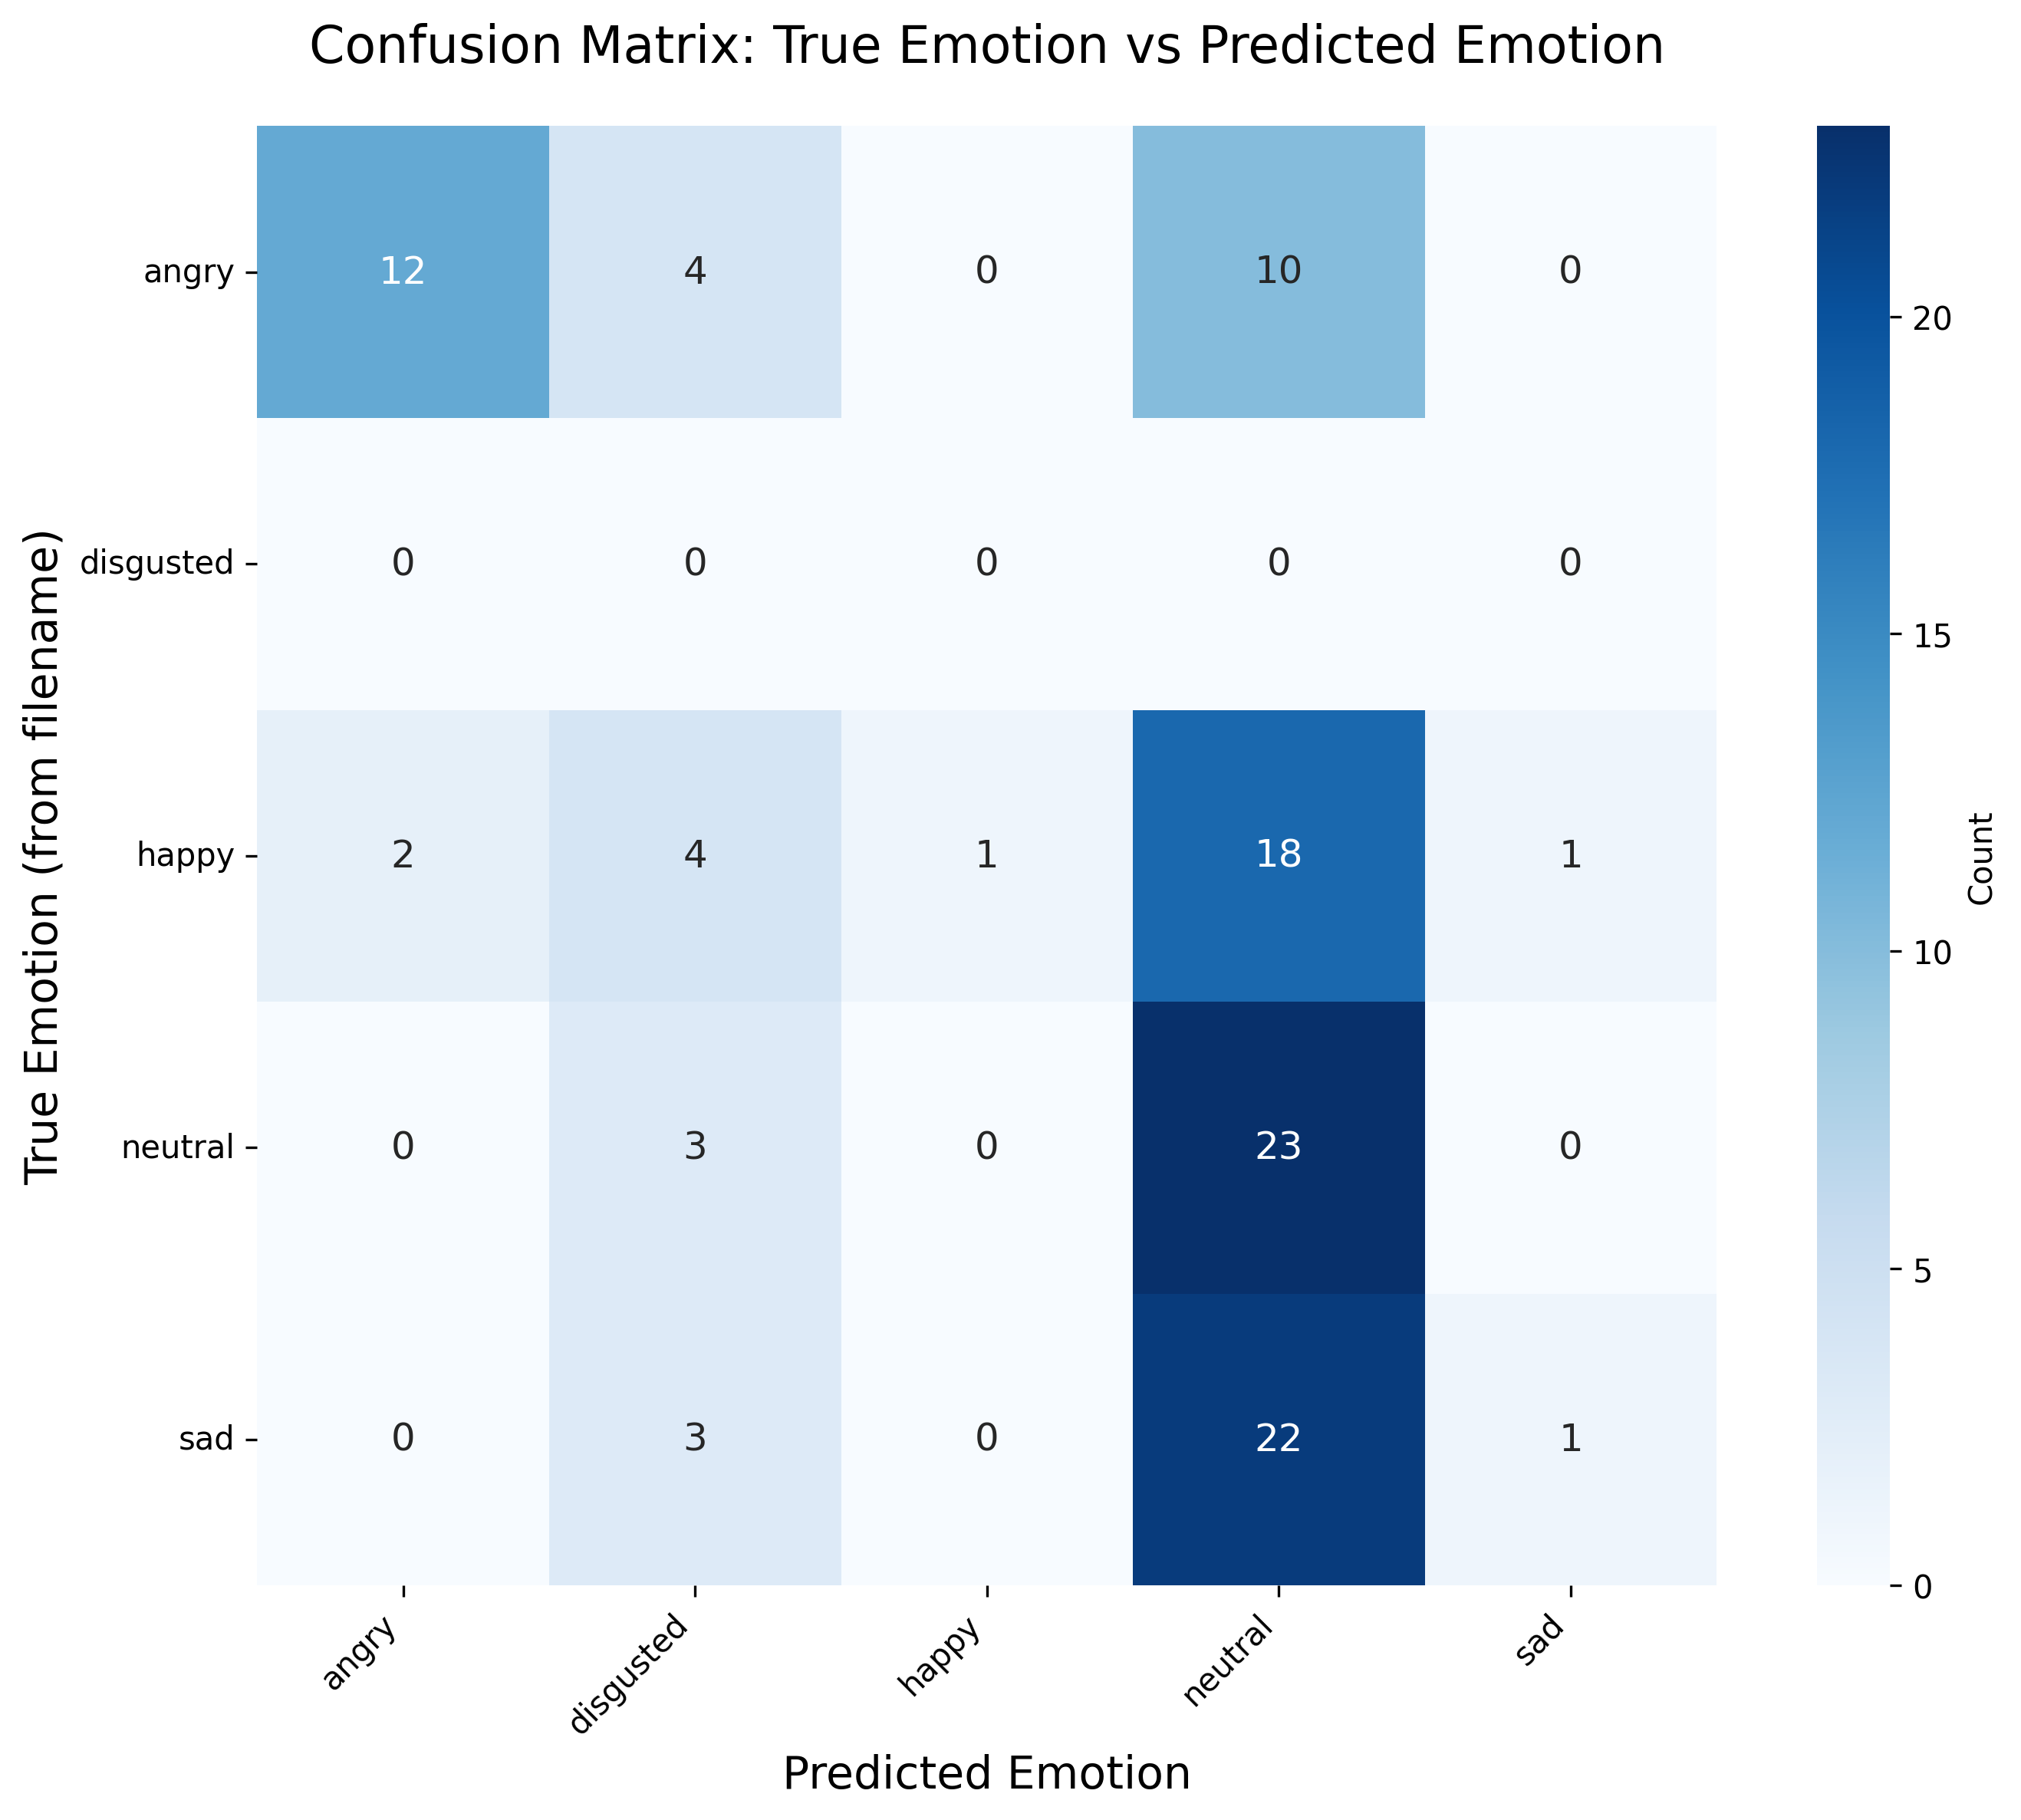 Confusion Matrix: True Emotion vs Predicted Emotion
True Emotion (from filename)
angry 12 4 0 10 0
disgusted 0 0 0 0 0
happy 2 4 1 18 1
neutral 0 3 0 23 0
sad 0 3 0 22 1
angry disgusted happy neutral sad
Predicted Emotion
20
15
10
5
0
Count